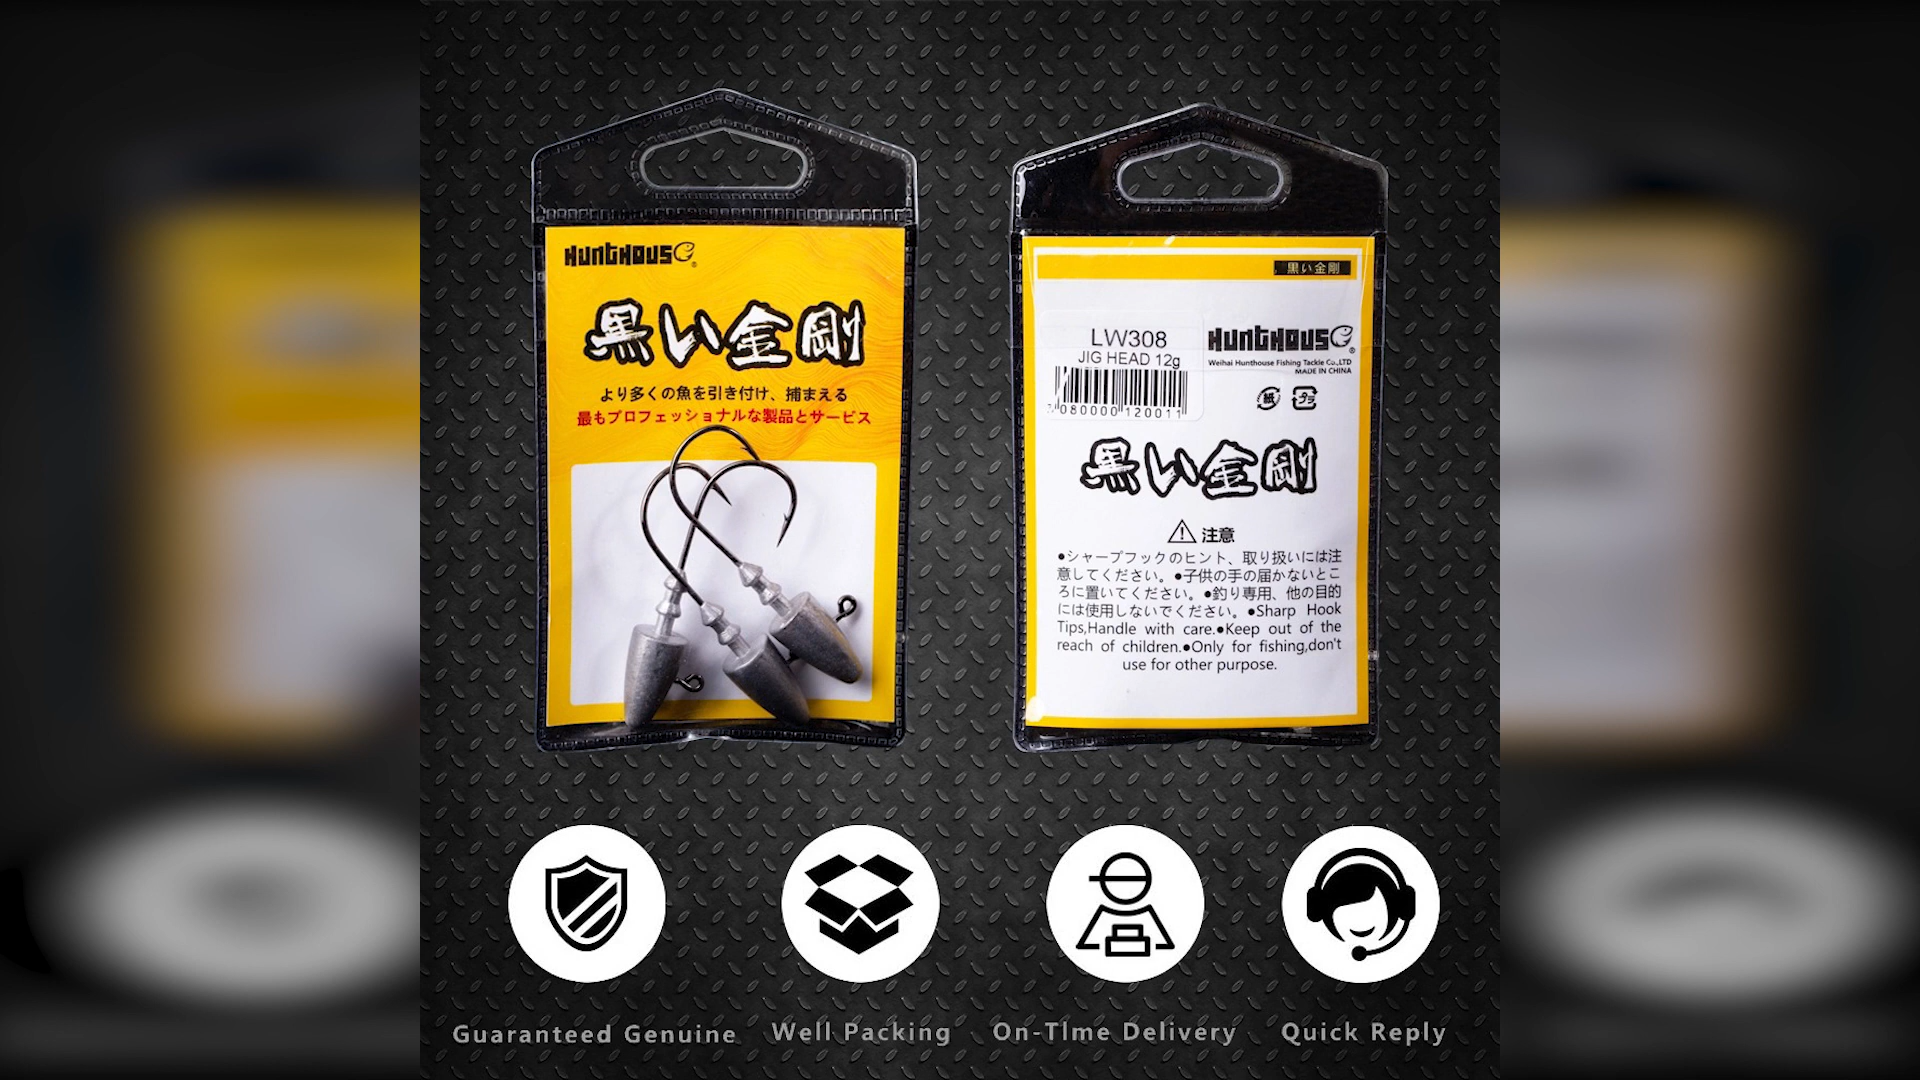 HUNTHOUSE
黒い金剛
より多くの魚を引き付け、捕まえる
最もプロフェッショナルな製品とサービス
黒い金剛
LW308
JIG HEAD 12g
080000 120011
HUNTHOUSE
Weihai Hunthouse Fishing Tackle Co.,LTD
MADE IN CHINA
紙
プラ
黒い金剛
注意
●シャープフックのヒント、取り扱いには注
意してください。●子供の手の届かないとこ
ろに置いてください。●釣り専用、他の目的
には使用しないでください。●Sharp Hook
Tips,Handle with care.●Keep out of the
reach of children.●Only for fishing,don't
use for other purpose.
Guaranteed Genuine
Well Packing
On-TIme Delivery
Quick Reply